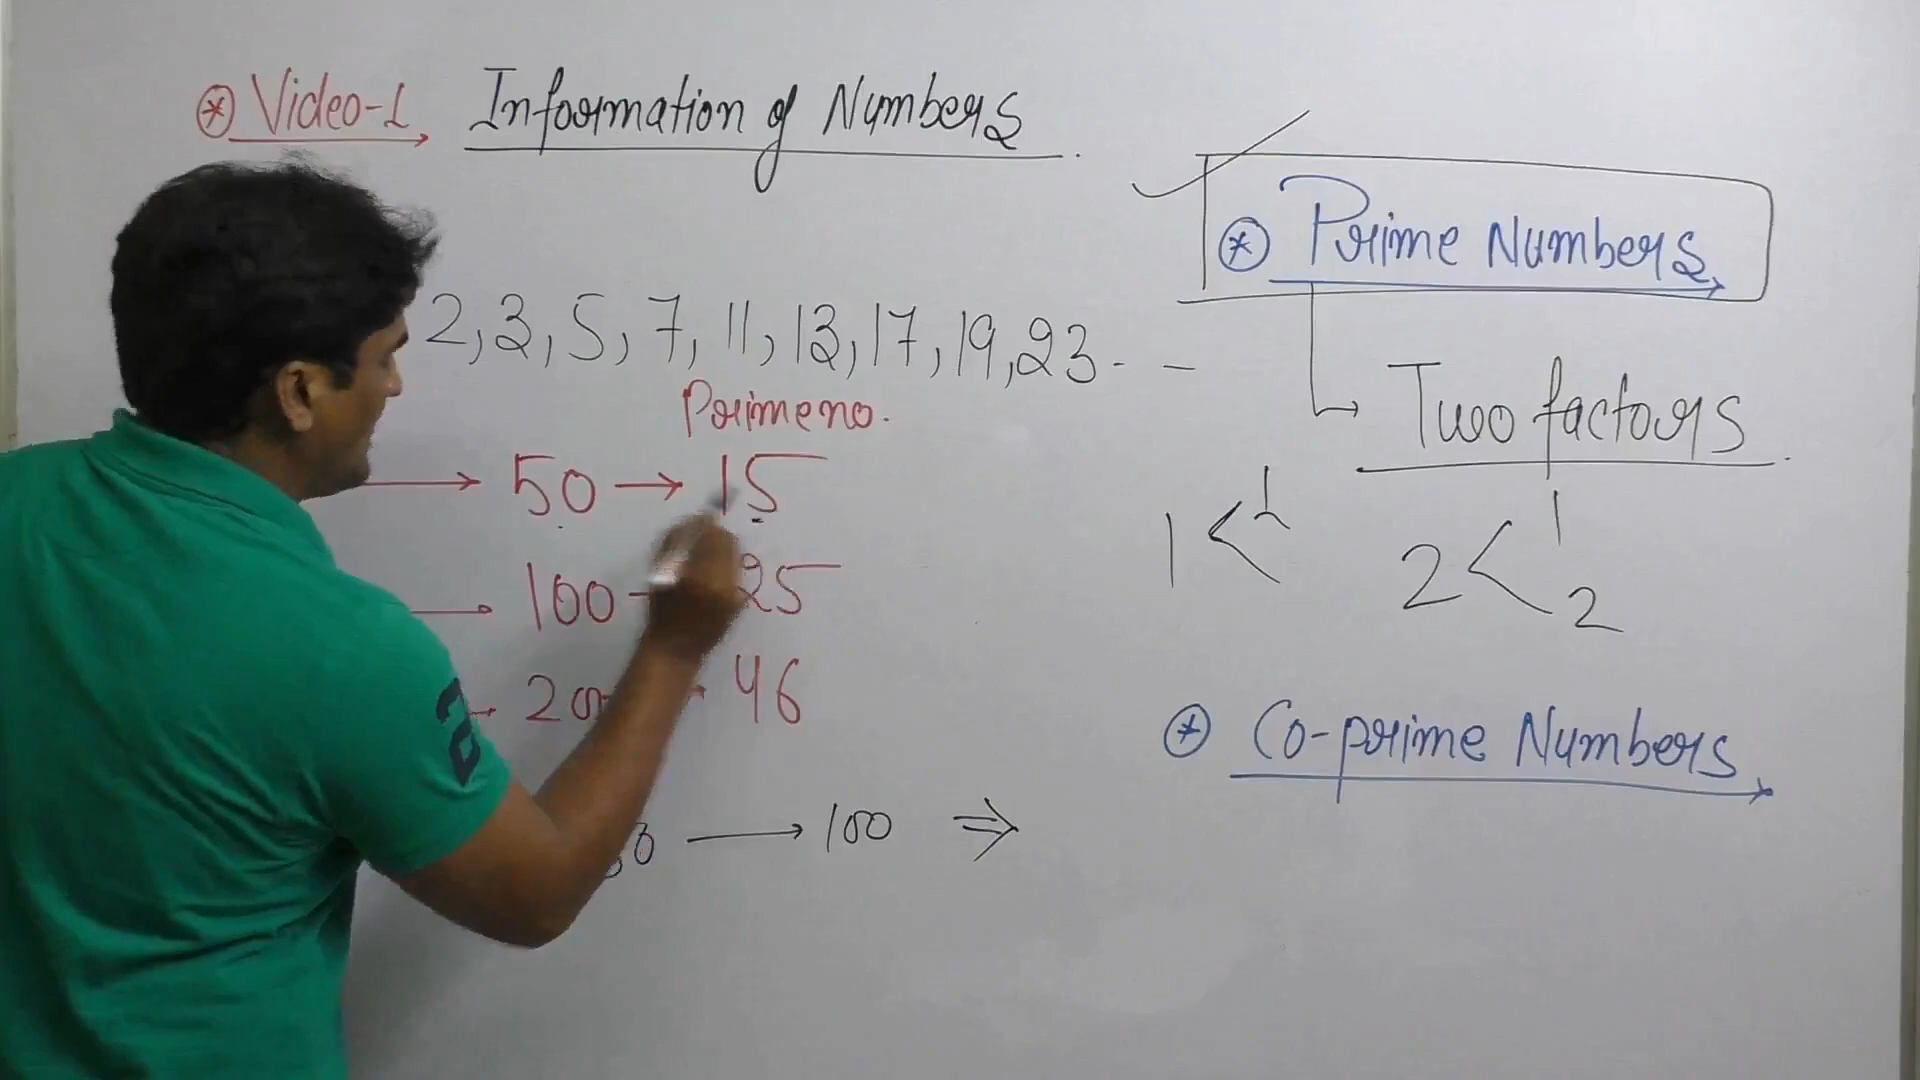 ⊛ Video-1 Information of Numbers
⊛ Prime Numbers
2, 3, 5, 7, 11, 13, 17, 19, 23 - -
Two factors
Prime no.
50 → 15
1 < 1
2 < 1
2
100 → 25
→ 46
⊛ Co-prime Numbers
→ 100 ⇒
2